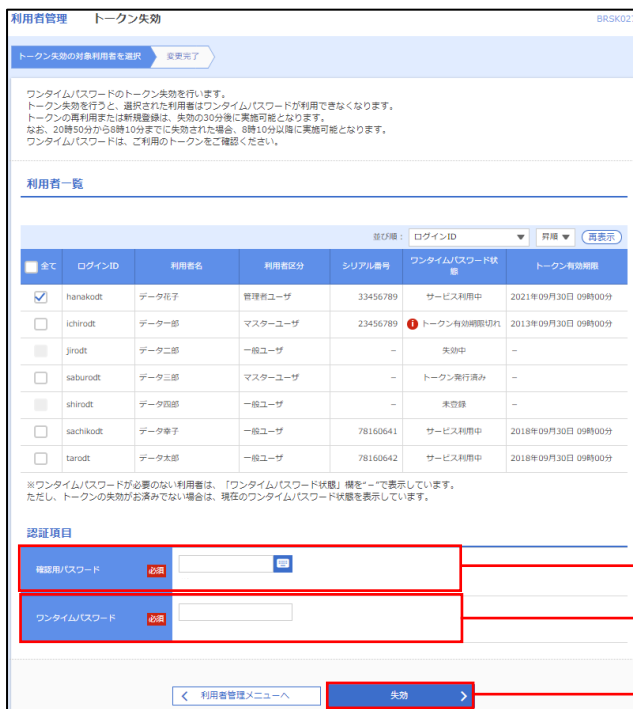 利用者管理 トークン失効 BRSK027
トークン失効の対象利用者を選択 変更完了
ワンタイムパスワードのトークン失効を行います。
トークン失効を行うと、選択された利用者はワンタイムパスワードが利用できなくなります。
トークンの再利用または新規登録は、失効の30分後に実施可能となります。
なお、20時50分から8時10分までに失効された場合、8時10分以降に実施可能となります。
ワンタイムパスワードは、ご利用のトークンをご確認ください。
利用者一覧
並び順： ログインID 昇順 再表示
全て ログインID 利用者名 利用者区分 シリアル番号 ワンタイムパスワード状態 トークン有効期限
hanakodt データ花子 管理者ユーザ 33456789 サービス利用中 2021年09月30日 09時00分
ichirodt データ一郎 マスターユーザ 23456789 トークン有効期限切れ 2013年09月30日 09時00分
jirodt データ二郎 一般ユーザ － 失効中 －
saburodt データ三郎 マスターユーザ － トークン発行済み －
shirodt データ四郎 一般ユーザ － 未登録 －
sachikodt データ幸子 一般ユーザ 78160641 サービス利用中 2018年09月30日 09時00分
tarodt データ太郎 一般ユーザ 78160642 サービス利用中 2018年09月30日 09時00分
※ワンタイムパスワードが必要のない利用者は、「ワンタイムパスワード状態」欄を"－"で表示しています。
ただし、トークンの失効がお済みでない場合は、現在のワンタイムパスワード状態を表示しています。
認証項目
確認用パスワード 必須
ワンタイムパスワード 必須
利用者管理メニューへ 失効